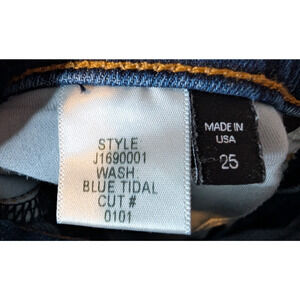 STYLE:
J1690001
WASH:
BLUE TIDAL
CUT #
0101
MADE IN
USA
25